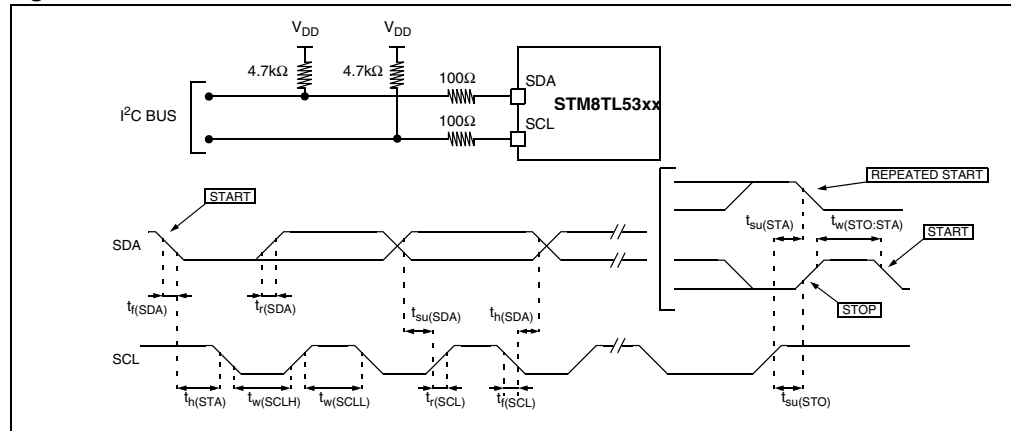 VDD VDD
4.7kΩ 4.7kΩ 100Ω
SDA
STM8TL53xx
I²C BUS
100Ω
SCL
REPEATED START
START
tsu(STA) tw(STO:STA) START
SDA
tf(SDA) tr(SDA) tsu(SDA) th(SDA) STOP
SCL
th(STA) tw(SCLH) tw(SCLL) tr(SCL) tf(SCL) tsu(STO)